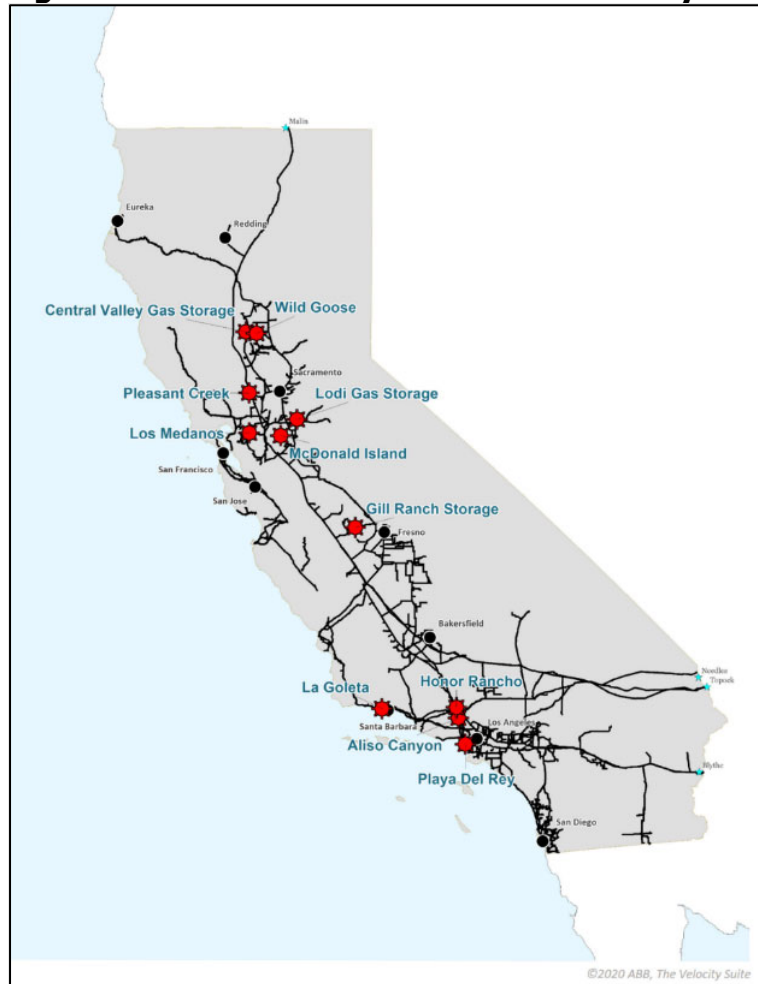 Malin
Eureka
Redding
Central Valley Gas Storage
Wild Goose
Sacramento
Pleasant Creek
Lodi Gas Storage
Los Medanos
McDonald Island
San Francisco
San Jose
Gill Ranch Storage
Fresno
Bakersfield
Needles
Topock
La Goleta
Honor Rancho
Santa Barbara
Los Angeles
Aliso Canyon
Blythe
Playa Del Rey
San Diego
©2020 ABB, The Velocity Suite